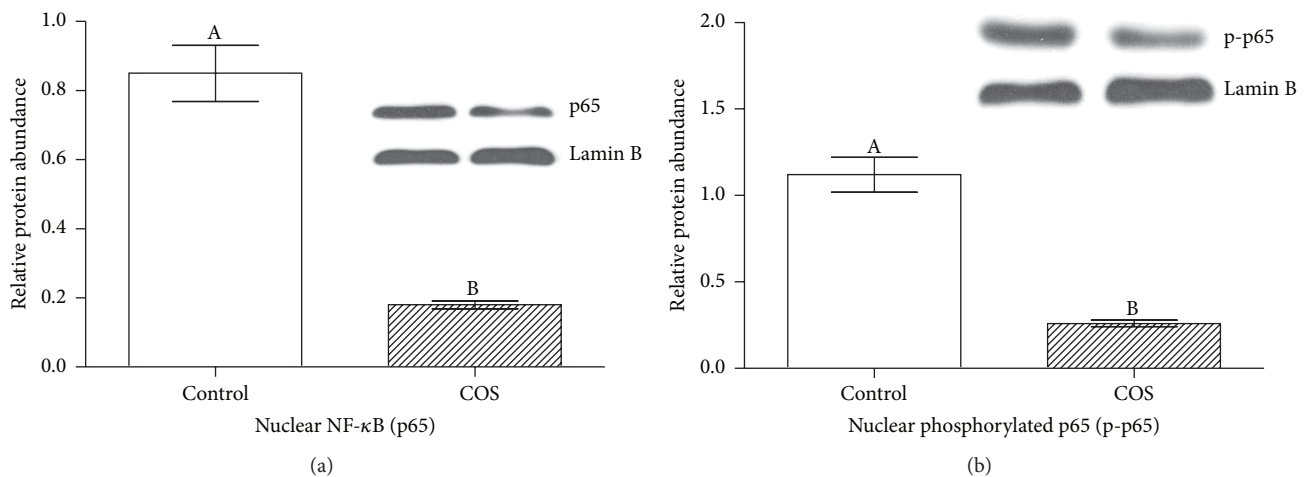 1.0
0.8
0.6
0.4
0.2
0.0
Relative protein abundance
A
B
p65
Lamin B
Control
COS
Nuclear NF-κB (p65)
(a)
2.0
1.5
1.0
0.5
0.0
Relative protein abundance
A
B
p-p65
Lamin B
Control
COS
Nuclear phosphorylated p65 (p-p65)
(b)